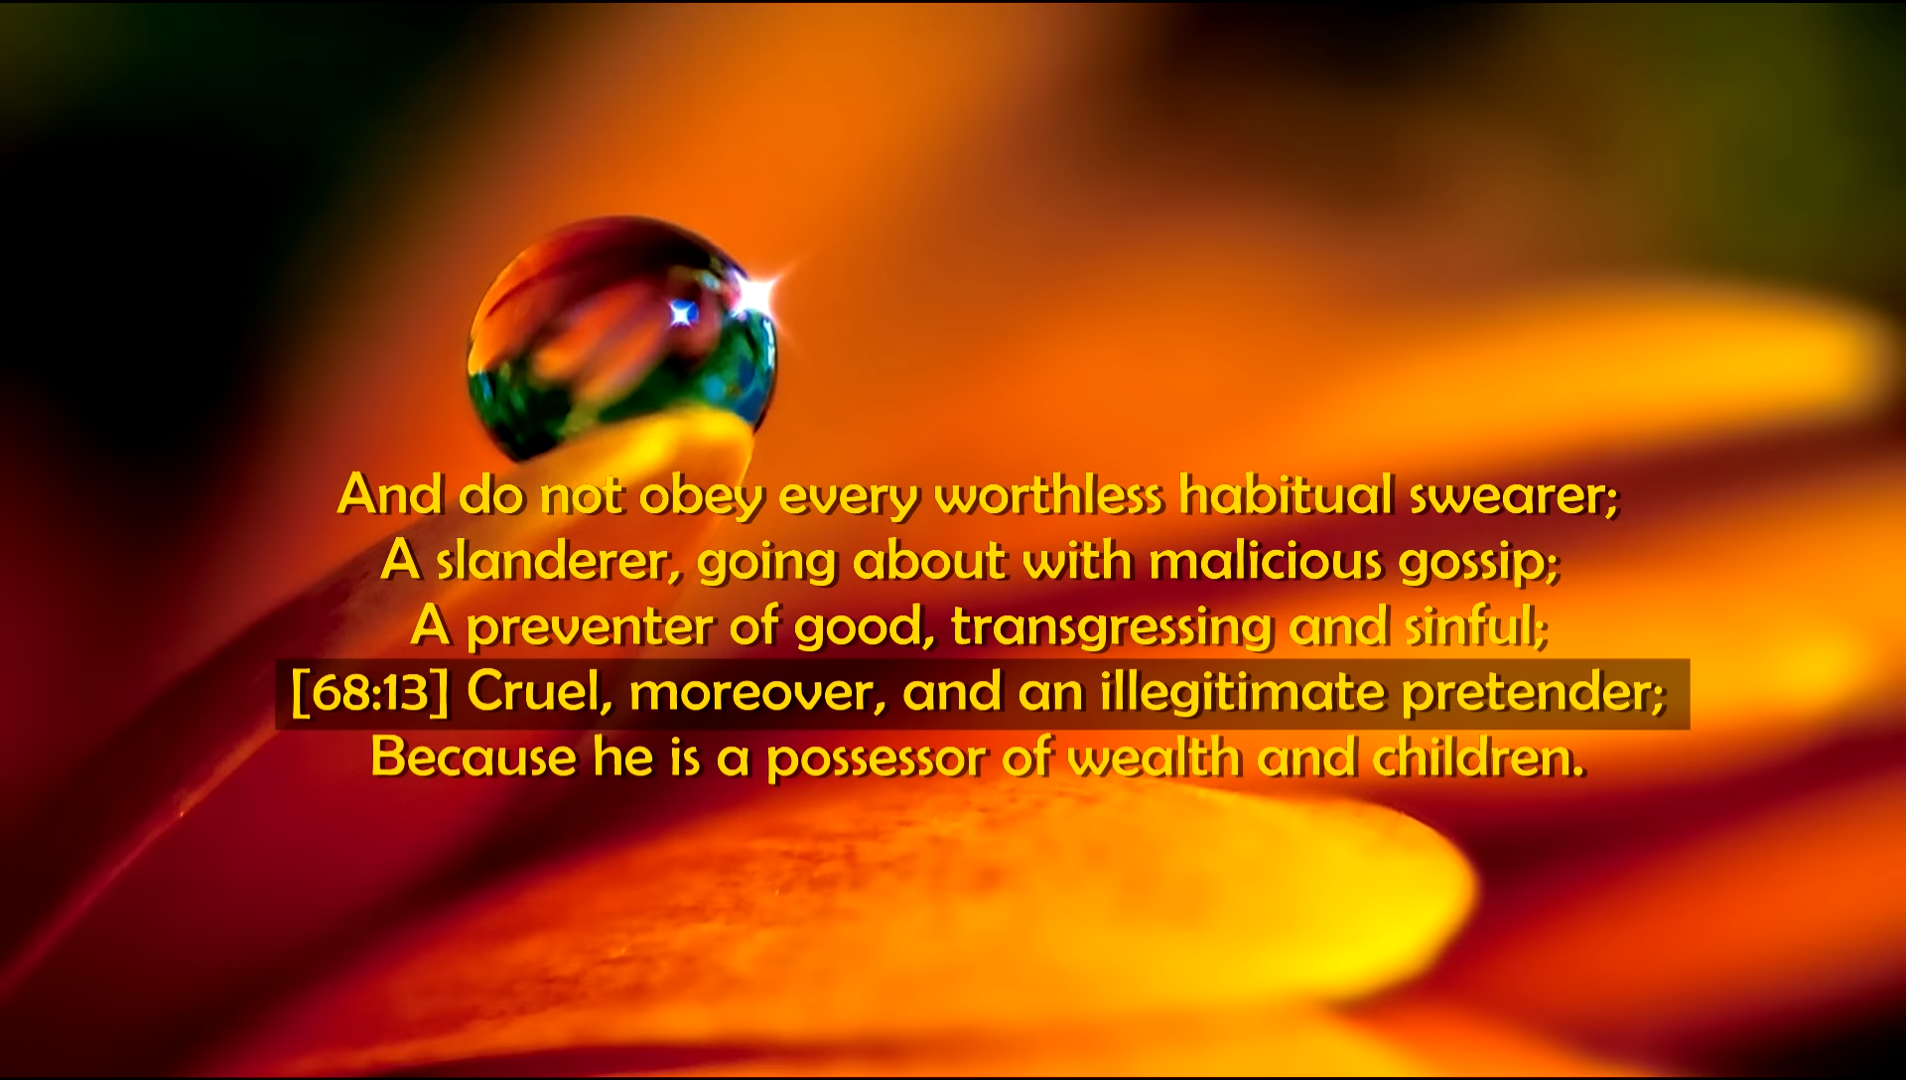 And do not obey every worthless habitual swearer;
A slanderer, going about with malicious gossip;
A preventer of good, transgressing and sinful;
[68:13] Cruel, moreover, and an illegitimate pretender;
Because he is a possessor of wealth and children.